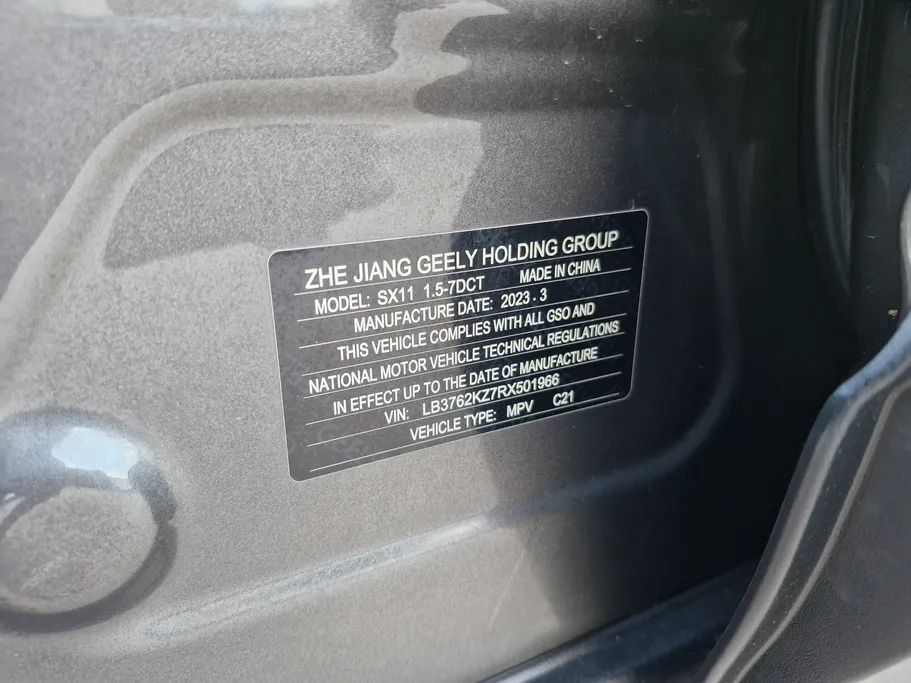 ZHE JIANG GEELY HOLDING GROUP
MODEL: SX11 1.5-7DCT MADE IN CHINA
MANUFACTURE DATE: 2023.3
THIS VEHICLE COMPLIES WITH ALL GSO AND
NATIONAL MOTOR VEHICLE TECHNICAL REGULATIONS
IN EFFECT UP TO THE DATE OF MANUFACTURE
VIN: LB3762KZ7RX501966
VEHICLE TYPE: MPV C21